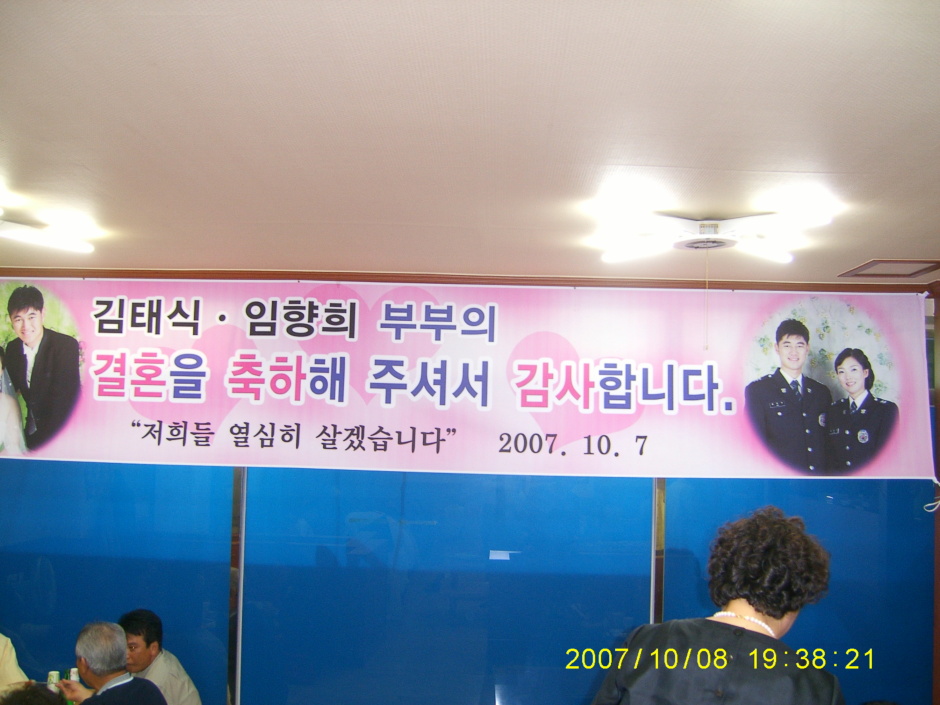 김태식 · 임향희 부부의
결혼을 축하해 주셔서 감사합니다.
“저희들 열심히 살겠습니다” 2007. 10. 7
2007/10/08 19:38:21